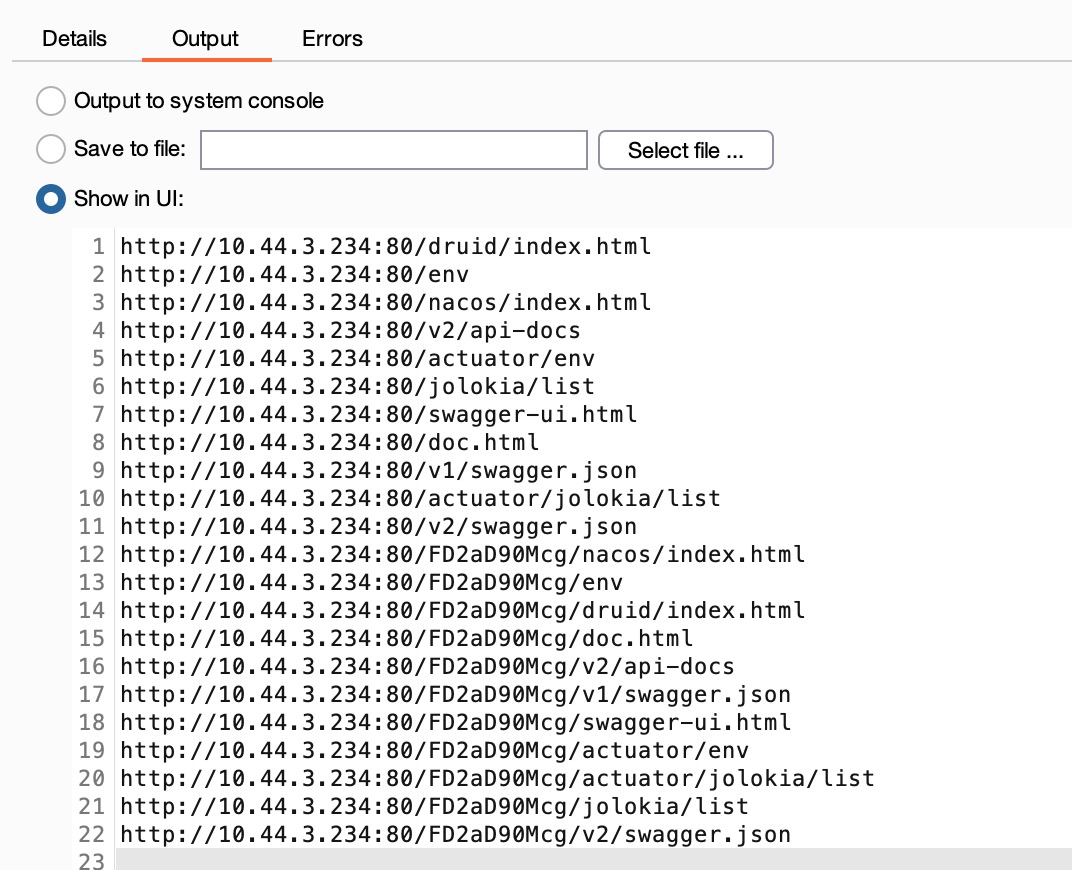 Details Output Errors
Output to system console
Save to file: Select file ...
Show in UI:
1 http://10.44.3.234:80/druid/index.html
2 http://10.44.3.234:80/env
3 http://10.44.3.234:80/nacos/index.html
4 http://10.44.3.234:80/v2/api-docs
5 http://10.44.3.234:80/actuator/env
6 http://10.44.3.234:80/jolokia/list
7 http://10.44.3.234:80/swagger-ui.html
8 http://10.44.3.234:80/doc.html
9 http://10.44.3.234:80/v1/swagger.json
10 http://10.44.3.234:80/actuator/jolokia/list
11 http://10.44.3.234:80/v2/swagger.json
12 http://10.44.3.234:80/FD2aD90Mcg/nacos/index.html
13 http://10.44.3.234:80/FD2aD90Mcg/env
14 http://10.44.3.234:80/FD2aD90Mcg/druid/index.html
15 http://10.44.3.234:80/FD2aD90Mcg/doc.html
16 http://10.44.3.234:80/FD2aD90Mcg/v2/api-docs
17 http://10.44.3.234:80/FD2aD90Mcg/v1/swagger.json
18 http://10.44.3.234:80/FD2aD90Mcg/swagger-ui.html
19 http://10.44.3.234:80/FD2aD90Mcg/actuator/env
20 http://10.44.3.234:80/FD2aD90Mcg/actuator/jolokia/list
21 http://10.44.3.234:80/FD2aD90Mcg/jolokia/list
22 http://10.44.3.234:80/FD2aD90Mcg/v2/swagger.json
23